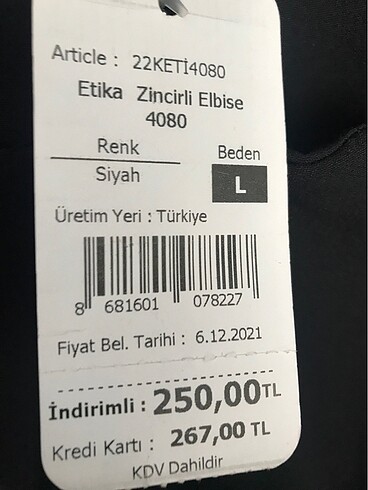 Article : 22KETİ4080
Etika Zincirli Elbise
4080
Renk Beden
Siyah L
Üretim Yeri : Türkiye
8 681601 078227
Fiyat Bel. Tarihi : 6.12.2021
İndirimli : 250,00TL
Kredi Kartı : 267,00 TL
KDV Dahildir